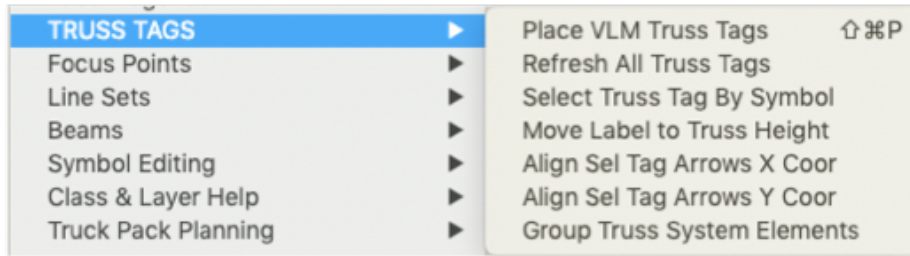 TRUSS TAGS ▶
Focus Points ▶
Line Sets ▶
Beams ▶
Symbol Editing ▶
Class & Layer Help ▶
Truck Pack Planning ▶
Place VLM Truss Tags ⇧⌘P
Refresh All Truss Tags
Select Truss Tag By Symbol
Move Label to Truss Height
Align Sel Tag Arrows X Coor
Align Sel Tag Arrows Y Coor
Group Truss System Elements